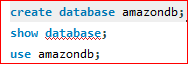 create database amazondb;
show database;
use amazondb;